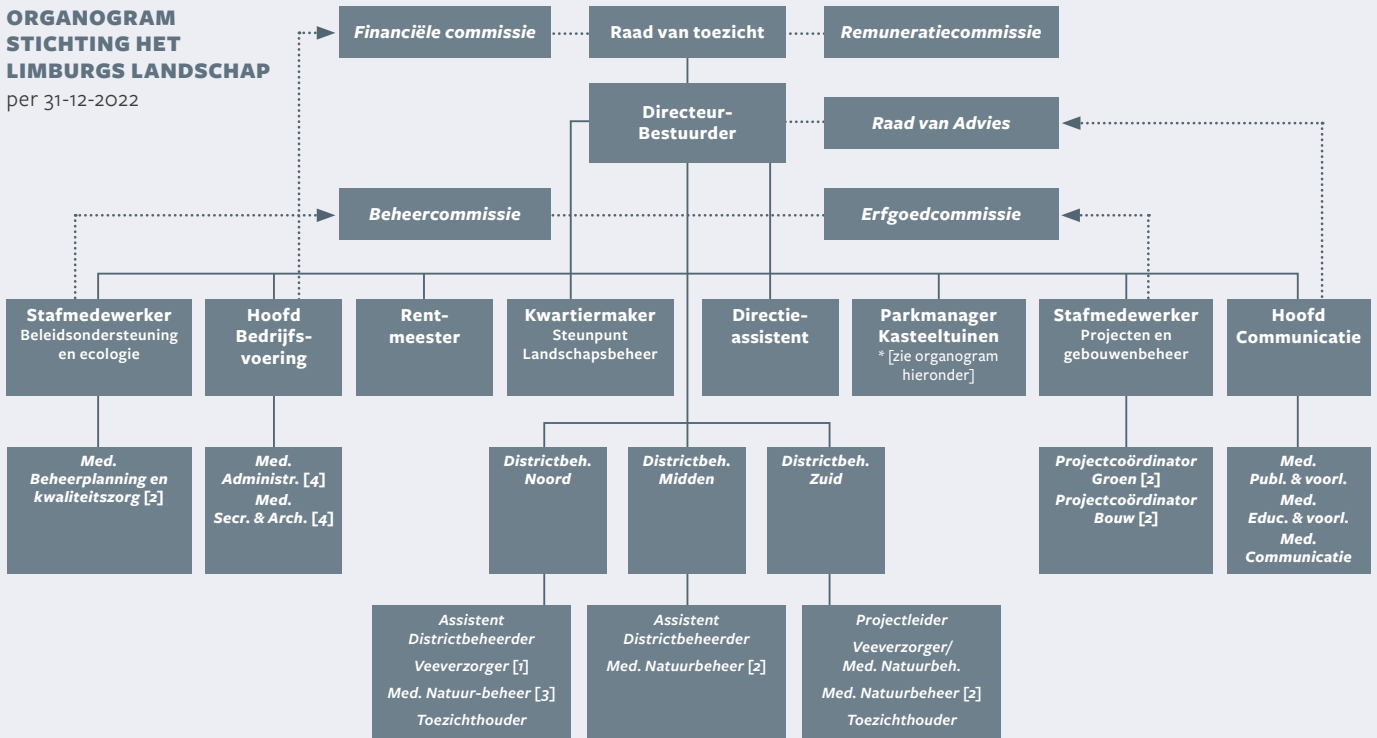 ORGANOGRAM
STICHTING HET
LIMBURGS LANDSCHAP
per 31-12-2022
Financiële commissie
Raad van toezicht
Remuneratiecommissie
Directeur-
Bestuurder
Raad van Advies
Beheercommissie
Erfgoedcommissie
Stafmedewerker
Beleidsondersteuning
en ecologie
Hoofd
Bedrijfs-
voering
Rent-
meester
Kwartiermaker
Steunpunt
Landschapsbeheer
Directie-
assistent
Parkmanager
Kasteeltuinen
* [zie organogram
hieronder]
Stafmedewerker
Projecten en
gebouwenbeheer
Hoofd
Communicatie
Med.
Beheerplanning en
kwaliteitszorg [2]
Med.
Administr. [4]
Med.
Secr. & Arch. [4]
Districtbeh.
Noord
Districtbeh.
Midden
Districtbeh.
Zuid
Projectcoördinator
Groen [2]
Projectcoördinator
Bouw [2]
Med.
Publ. & voorl.
Med.
Educ. & voorl.
Med.
Communicatie
Assistent
Districtbeheerder
Veeverzorger [1]
Med. Natuur-beheer [3]
Toezichthouder
Assistent
Districtbeheerder
Med. Natuurbeheer [2]
Projectleider
Veeverzorger/
Med. Natuurbeh.
Med. Natuurbeheer [2]
Toezichthouder